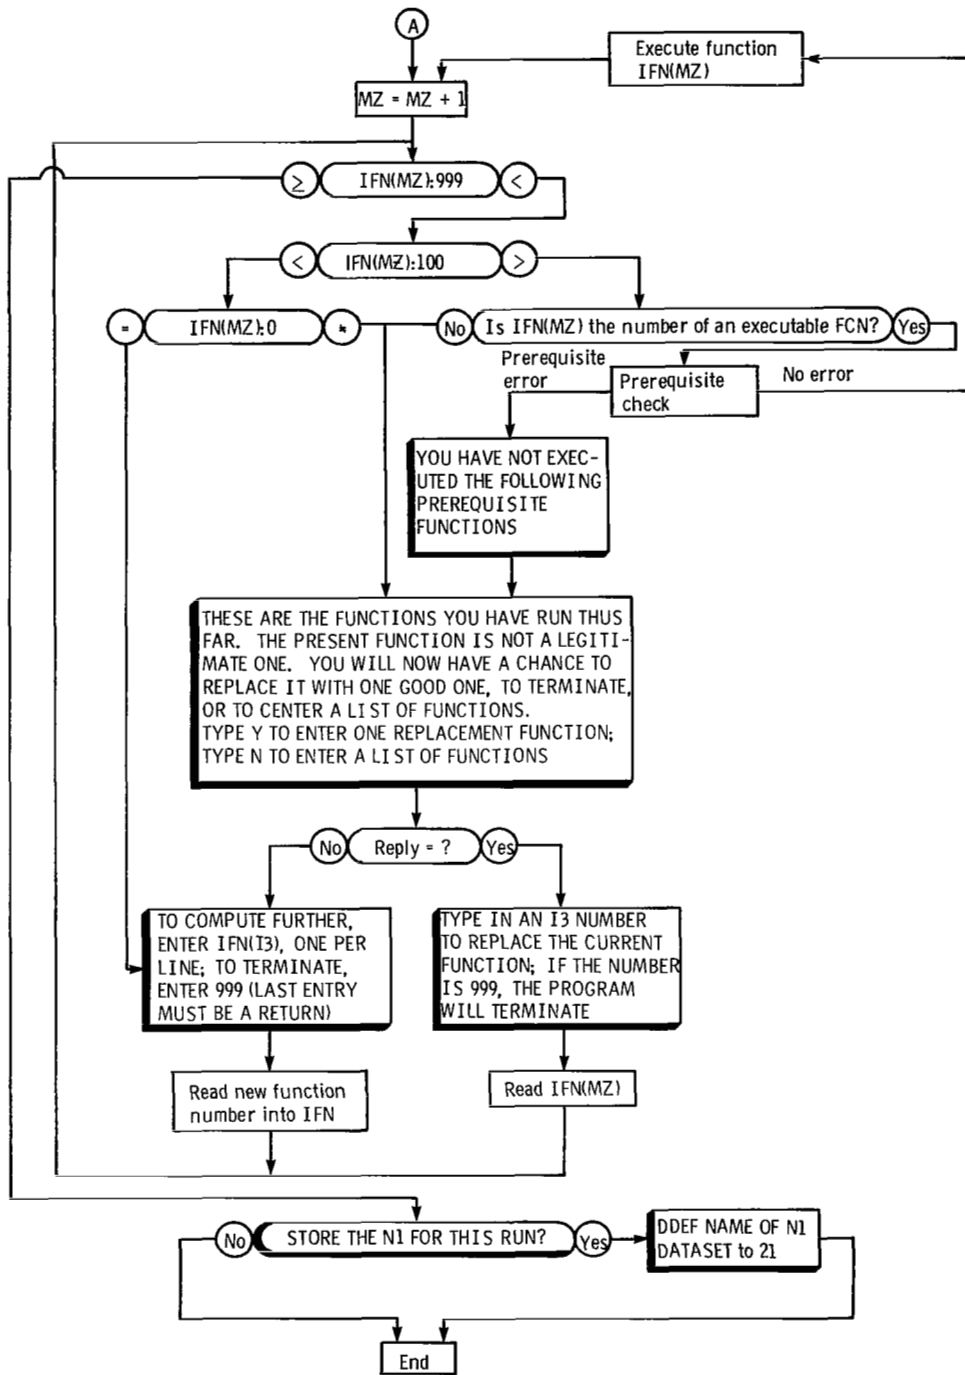 A
Execute function
IFN(MZ)
MZ = MZ + 1
≥ IFN(MZ):999 <
< IFN(MZ):100 >
= IFN(MZ):0 ≠
No Is IFN(MZ) the number of an executable FCN? Yes
Prerequisite
error
Prerequisite
check
No error
YOU HAVE NOT EXEC-
UTED THE FOLLOWING
PREREQUISITE
FUNCTIONS
THESE ARE THE FUNCTIONS YOU HAVE RUN THUS
FAR. THE PRESENT FUNCTION IS NOT A LEGITI-
MATE ONE. YOU WILL NOW HAVE A CHANCE TO
REPLACE IT WITH ONE GOOD ONE, TO TERMINATE,
OR TO CENTER A LIST OF FUNCTIONS.
TYPE Y TO ENTER ONE REPLACEMENT FUNCTION;
TYPE N TO ENTER A LIST OF FUNCTIONS
No Reply = ? Yes
TO COMPUTE FURTHER,
ENTER IFN(I3), ONE PER
LINE; TO TERMINATE,
ENTER 999 (LAST ENTRY
MUST BE A RETURN)
TYPE IN AN I3 NUMBER
TO REPLACE THE CURRENT
FUNCTION; IF THE NUMBER
IS 999, THE PROGRAM
WILL TERMINATE
Read new function
number into IFN
Read IFN(MZ)
No STORE THE N1 FOR THIS RUN? Yes
DDEF NAME OF N1
DATASET to 21
End